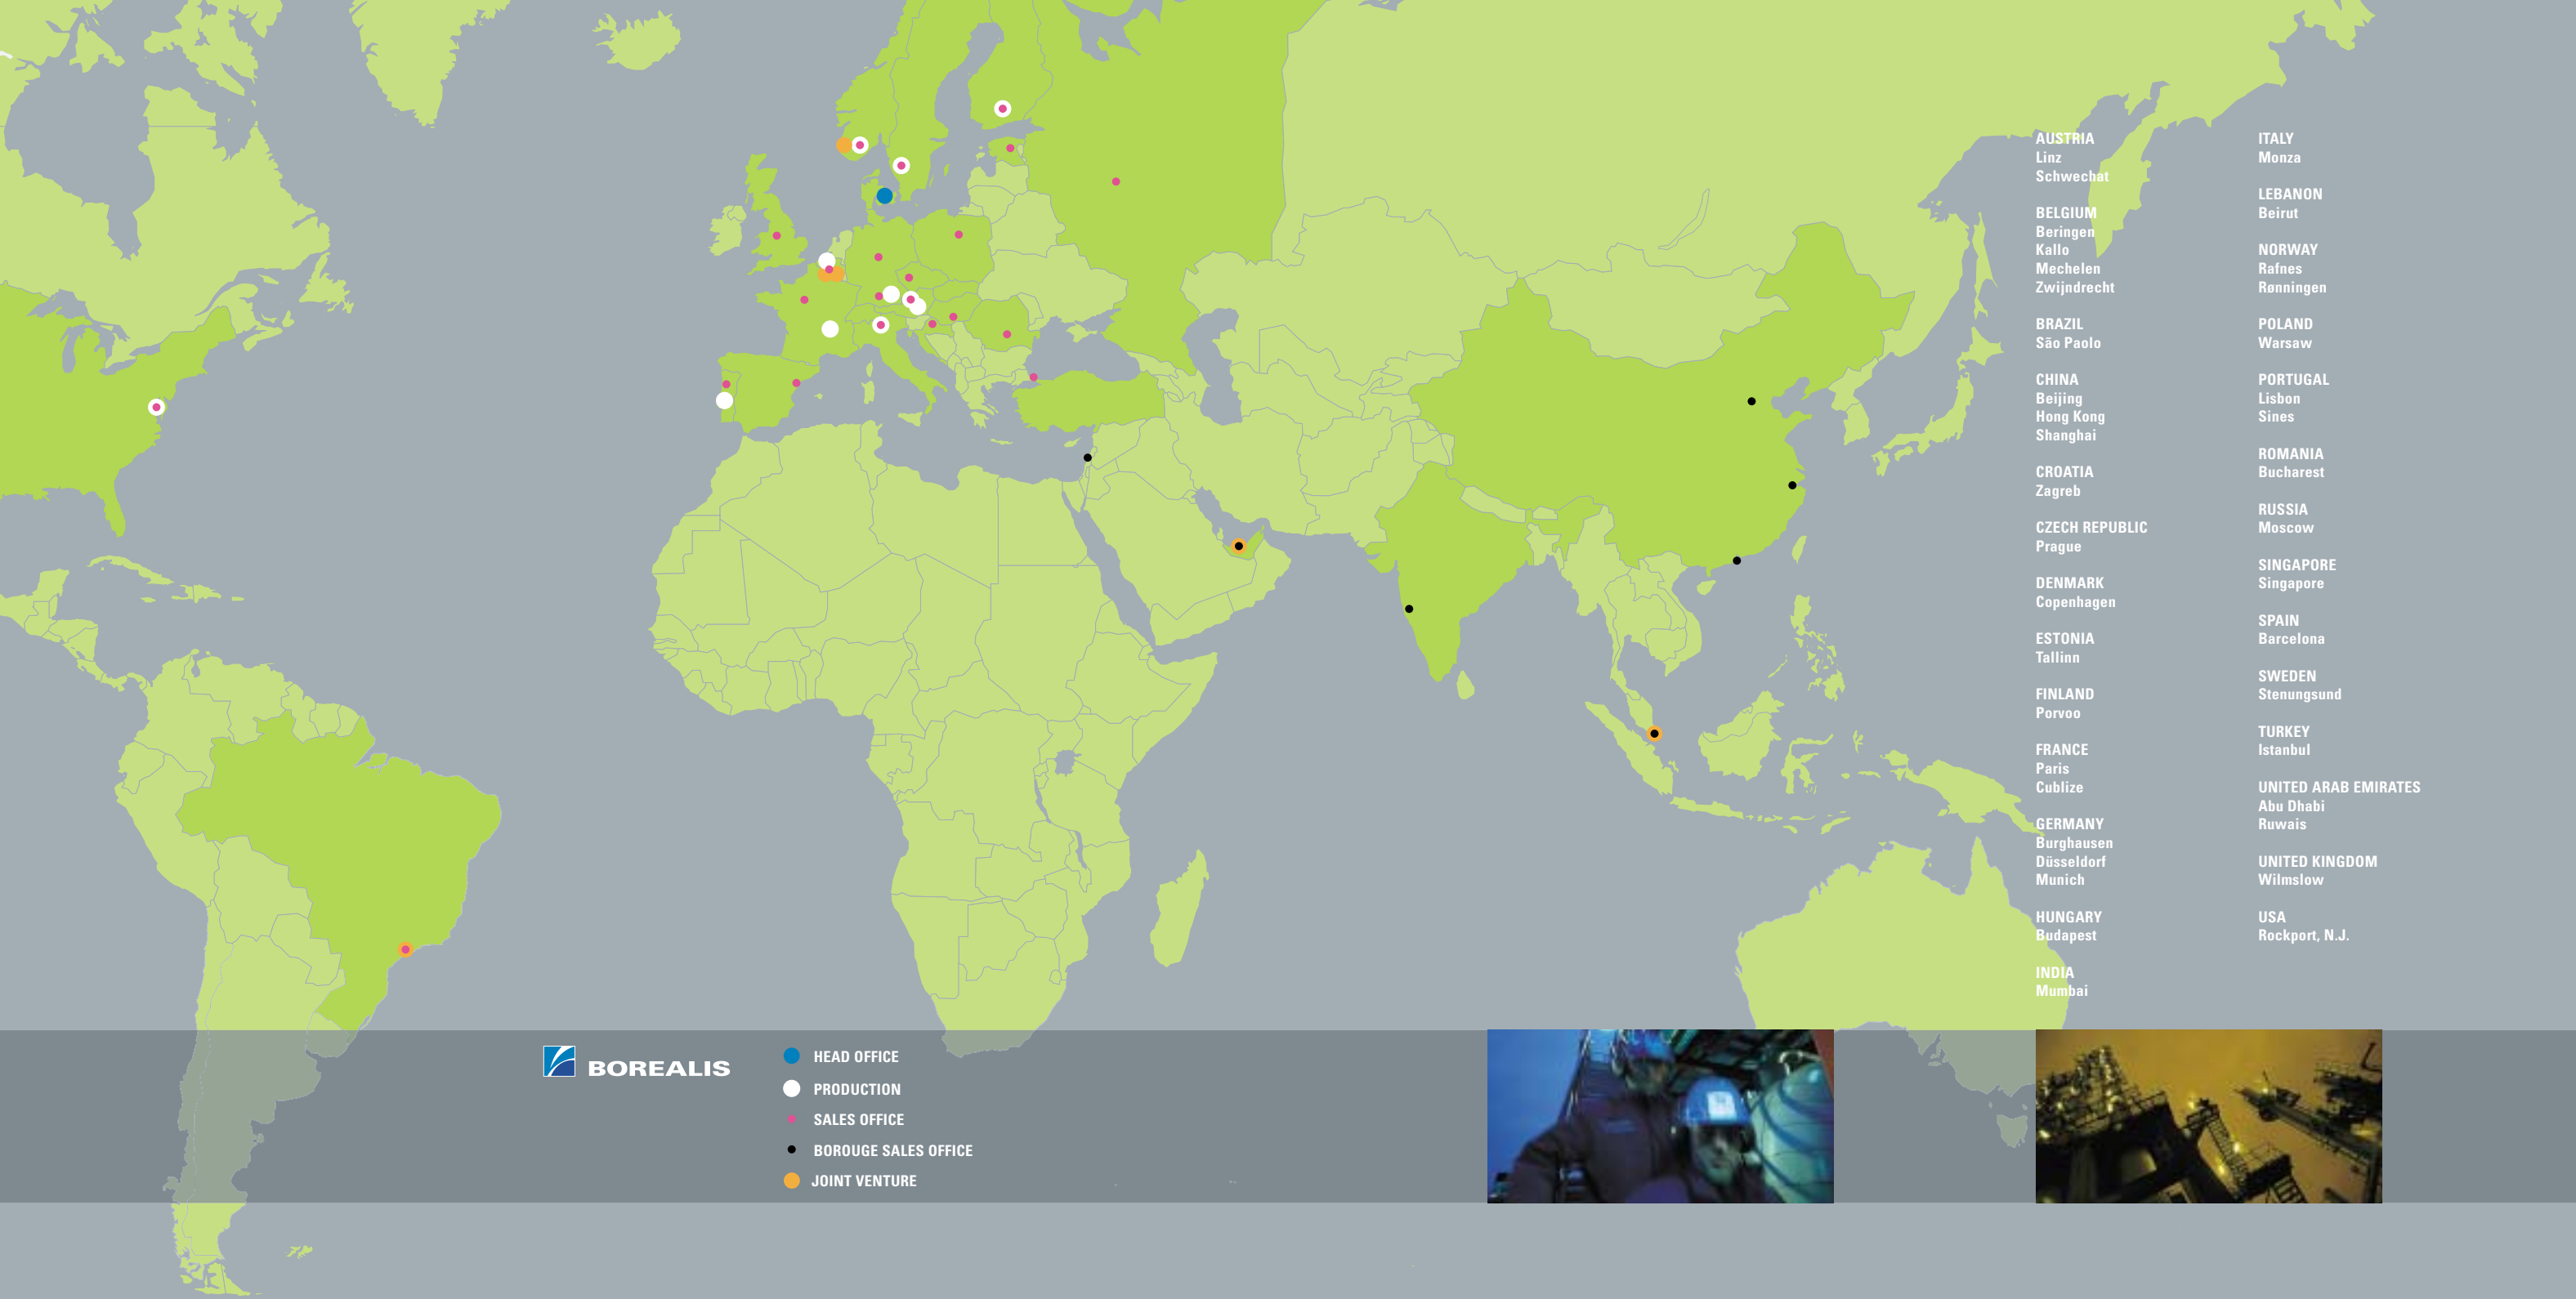 AUSTRIA
Linz
Schwechat
BELGIUM
Beringen
Kallo
Mechelen
Zwijndrecht
BRAZIL
São Paolo
CHINA
Beijing
Hong Kong
Shanghai
CROATIA
Zagreb
CZECH REPUBLIC
Prague
DENMARK
Copenhagen
ESTONIA
Tallinn
FINLAND
Porvoo
FRANCE
Paris
Cublize
GERMANY
Burghausen
Düsseldorf
Munich
HUNGARY
Budapest
INDIA
Mumbai
ITALY
Monza
LEBANON
Beirut
NORWAY
Rafnes
Rønningen
POLAND
Warsaw
PORTUGAL
Lisbon
Sines
ROMANIA
Bucharest
RUSSIA
Moscow
SINGAPORE
Singapore
SPAIN
Barcelona
SWEDEN
Stenungsund
TURKEY
Istanbul
UNITED ARAB EMIRATES
Abu Dhabi
Ruwais
UNITED KINGDOM
Wilmslow
USA
Rockport, N.J.
BOREALIS
HEAD OFFICE
PRODUCTION
SALES OFFICE
BOROUGE SALES OFFICE
JOINT VENTURE